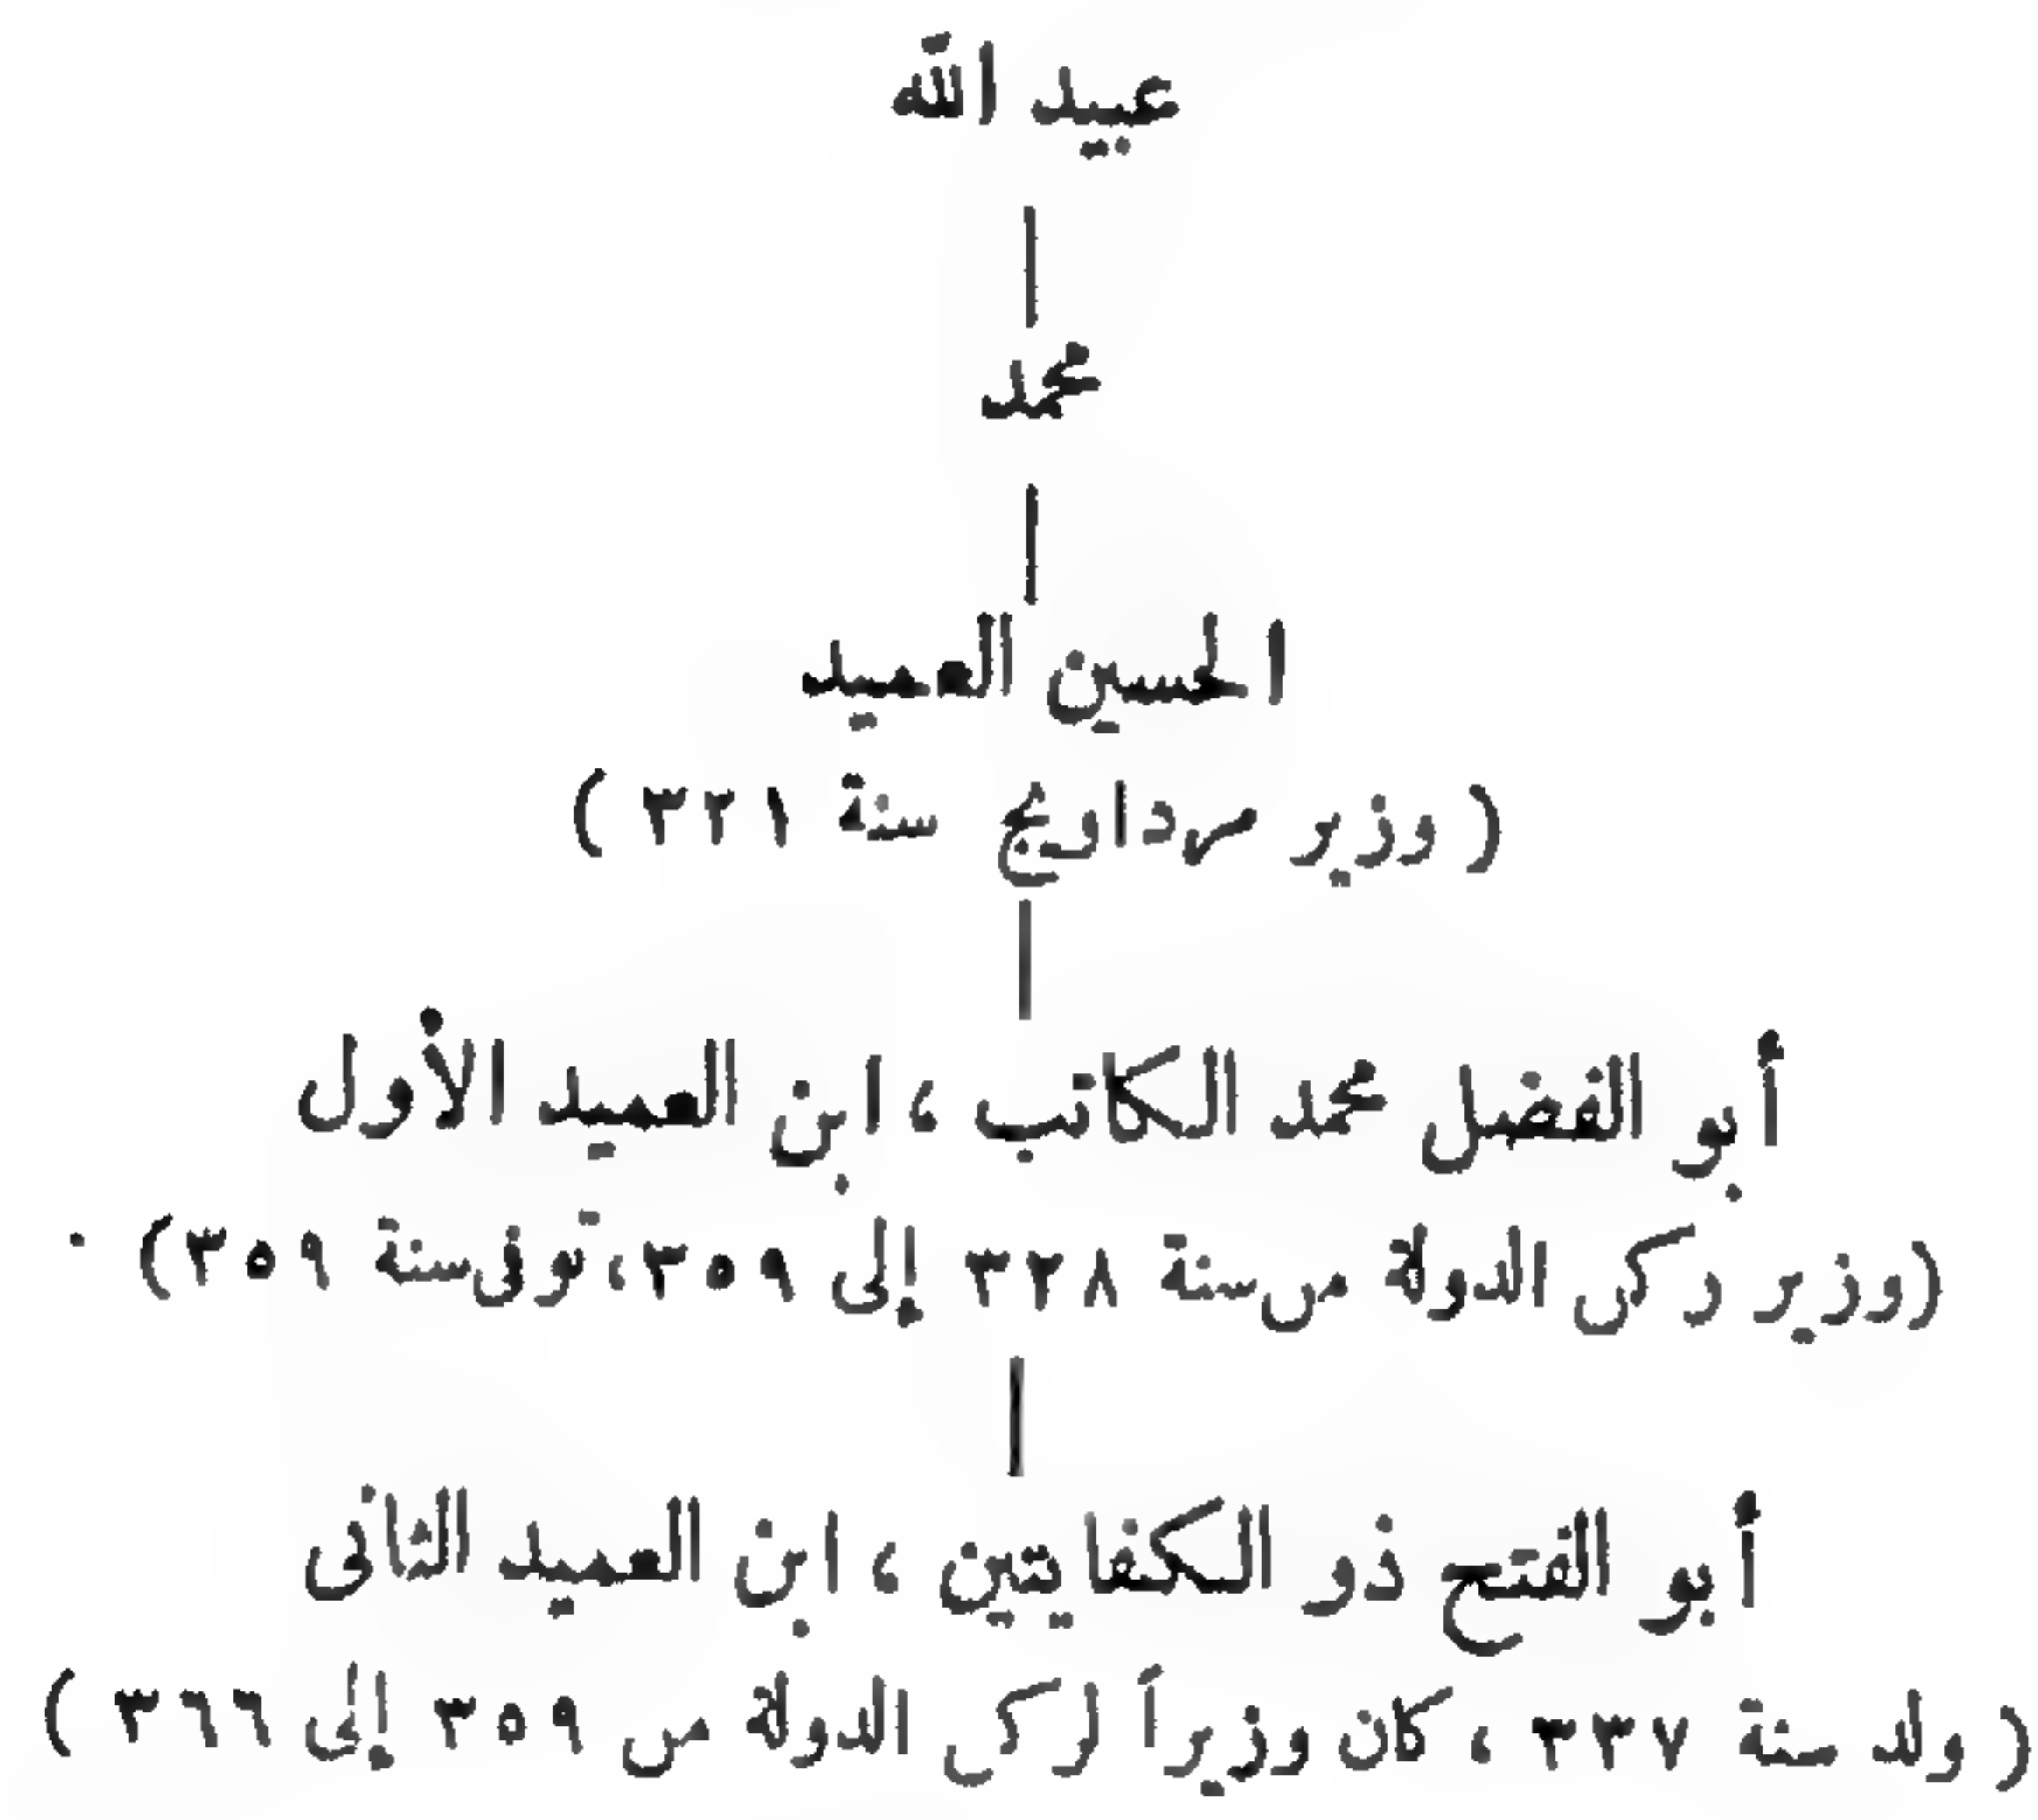 عبيد الله
محمد
الحسين العميد
( وزير مرداويج سنة ٣٢١ )
أبو الفضل محمد الكاتب ، ابن العميد الأول
(وزير ركن الدولة من سنة ٣٢٨ إلى ٣٥٩، توفى سنة ٣٥٩) ٠
أبو الفتح ذو الكفايتين ، ابن العميد الثانى
( ولد سنة ٣٣٧ ، كان وزيراً لركن الدولة من ٣٥٩ إلى ٣٦٦ )